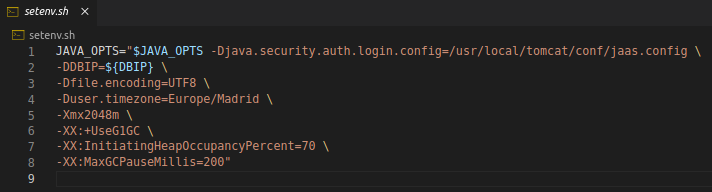 setenv.sh ×
setenv.sh
1 JAVA_OPTS="$JAVA_OPTS -Djava.security.auth.login.config=/usr/local/tomcat/conf/jaas.config \
2 -DDBIP=${DBIP} \
3 -Dfile.encoding=UTF8 \
4 -Duser.timezone=Europe/Madrid \
5 -Xmx2048m \
6 -XX:+UseG1GC \
7 -XX:InitiatingHeapOccupancyPercent=70 \
8 -XX:MaxGCPauseMillis=200"
9